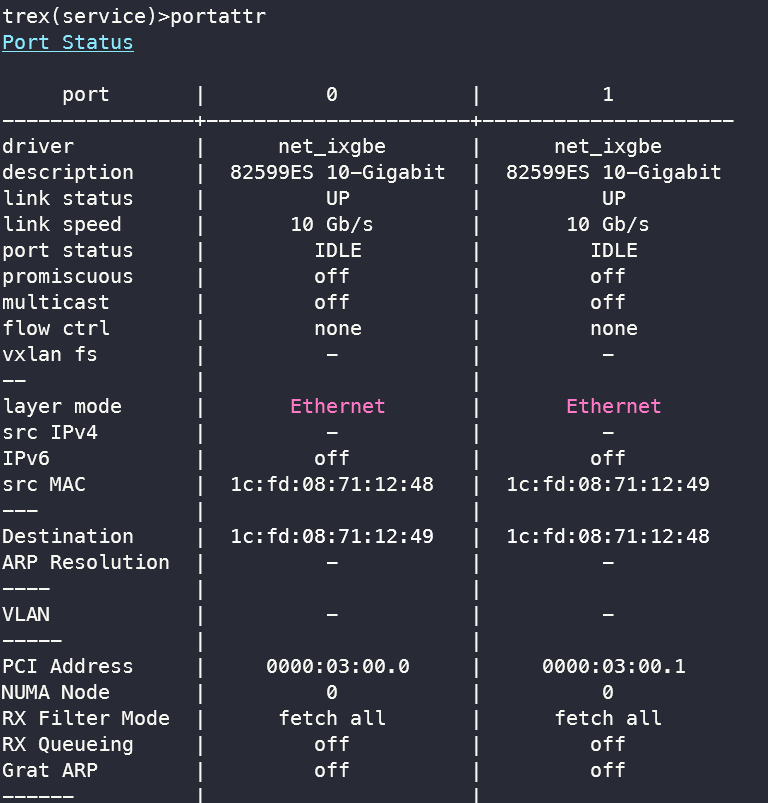 trex(service)>portattr
Port Status
port | 0 | 1
----------------+----------------------+---------------------
driver | net_ixgbe | net_ixgbe
description | 82599ES 10-Gigabit | 82599ES 10-Gigabit
link status | UP | UP
link speed | 10 Gb/s | 10 Gb/s
port status | IDLE | IDLE
promiscuous | off | off
multicast | off | off
flow ctrl | none | none
vxlan fs | - | -
-- | |
layer mode | Ethernet | Ethernet
src IPv4 | - | -
IPv6 | off | off
src MAC | 1c:fd:08:71:12:48 | 1c:fd:08:71:12:49
--- | |
Destination | 1c:fd:08:71:12:49 | 1c:fd:08:71:12:48
ARP Resolution | - | -
---- | |
VLAN | - | -
----- | |
PCI Address | 0000:03:00.0 | 0000:03:00.1
NUMA Node | 0 | 0
RX Filter Mode | fetch all | fetch all
RX Queueing | off | off
Grat ARP | off | off
------ | |